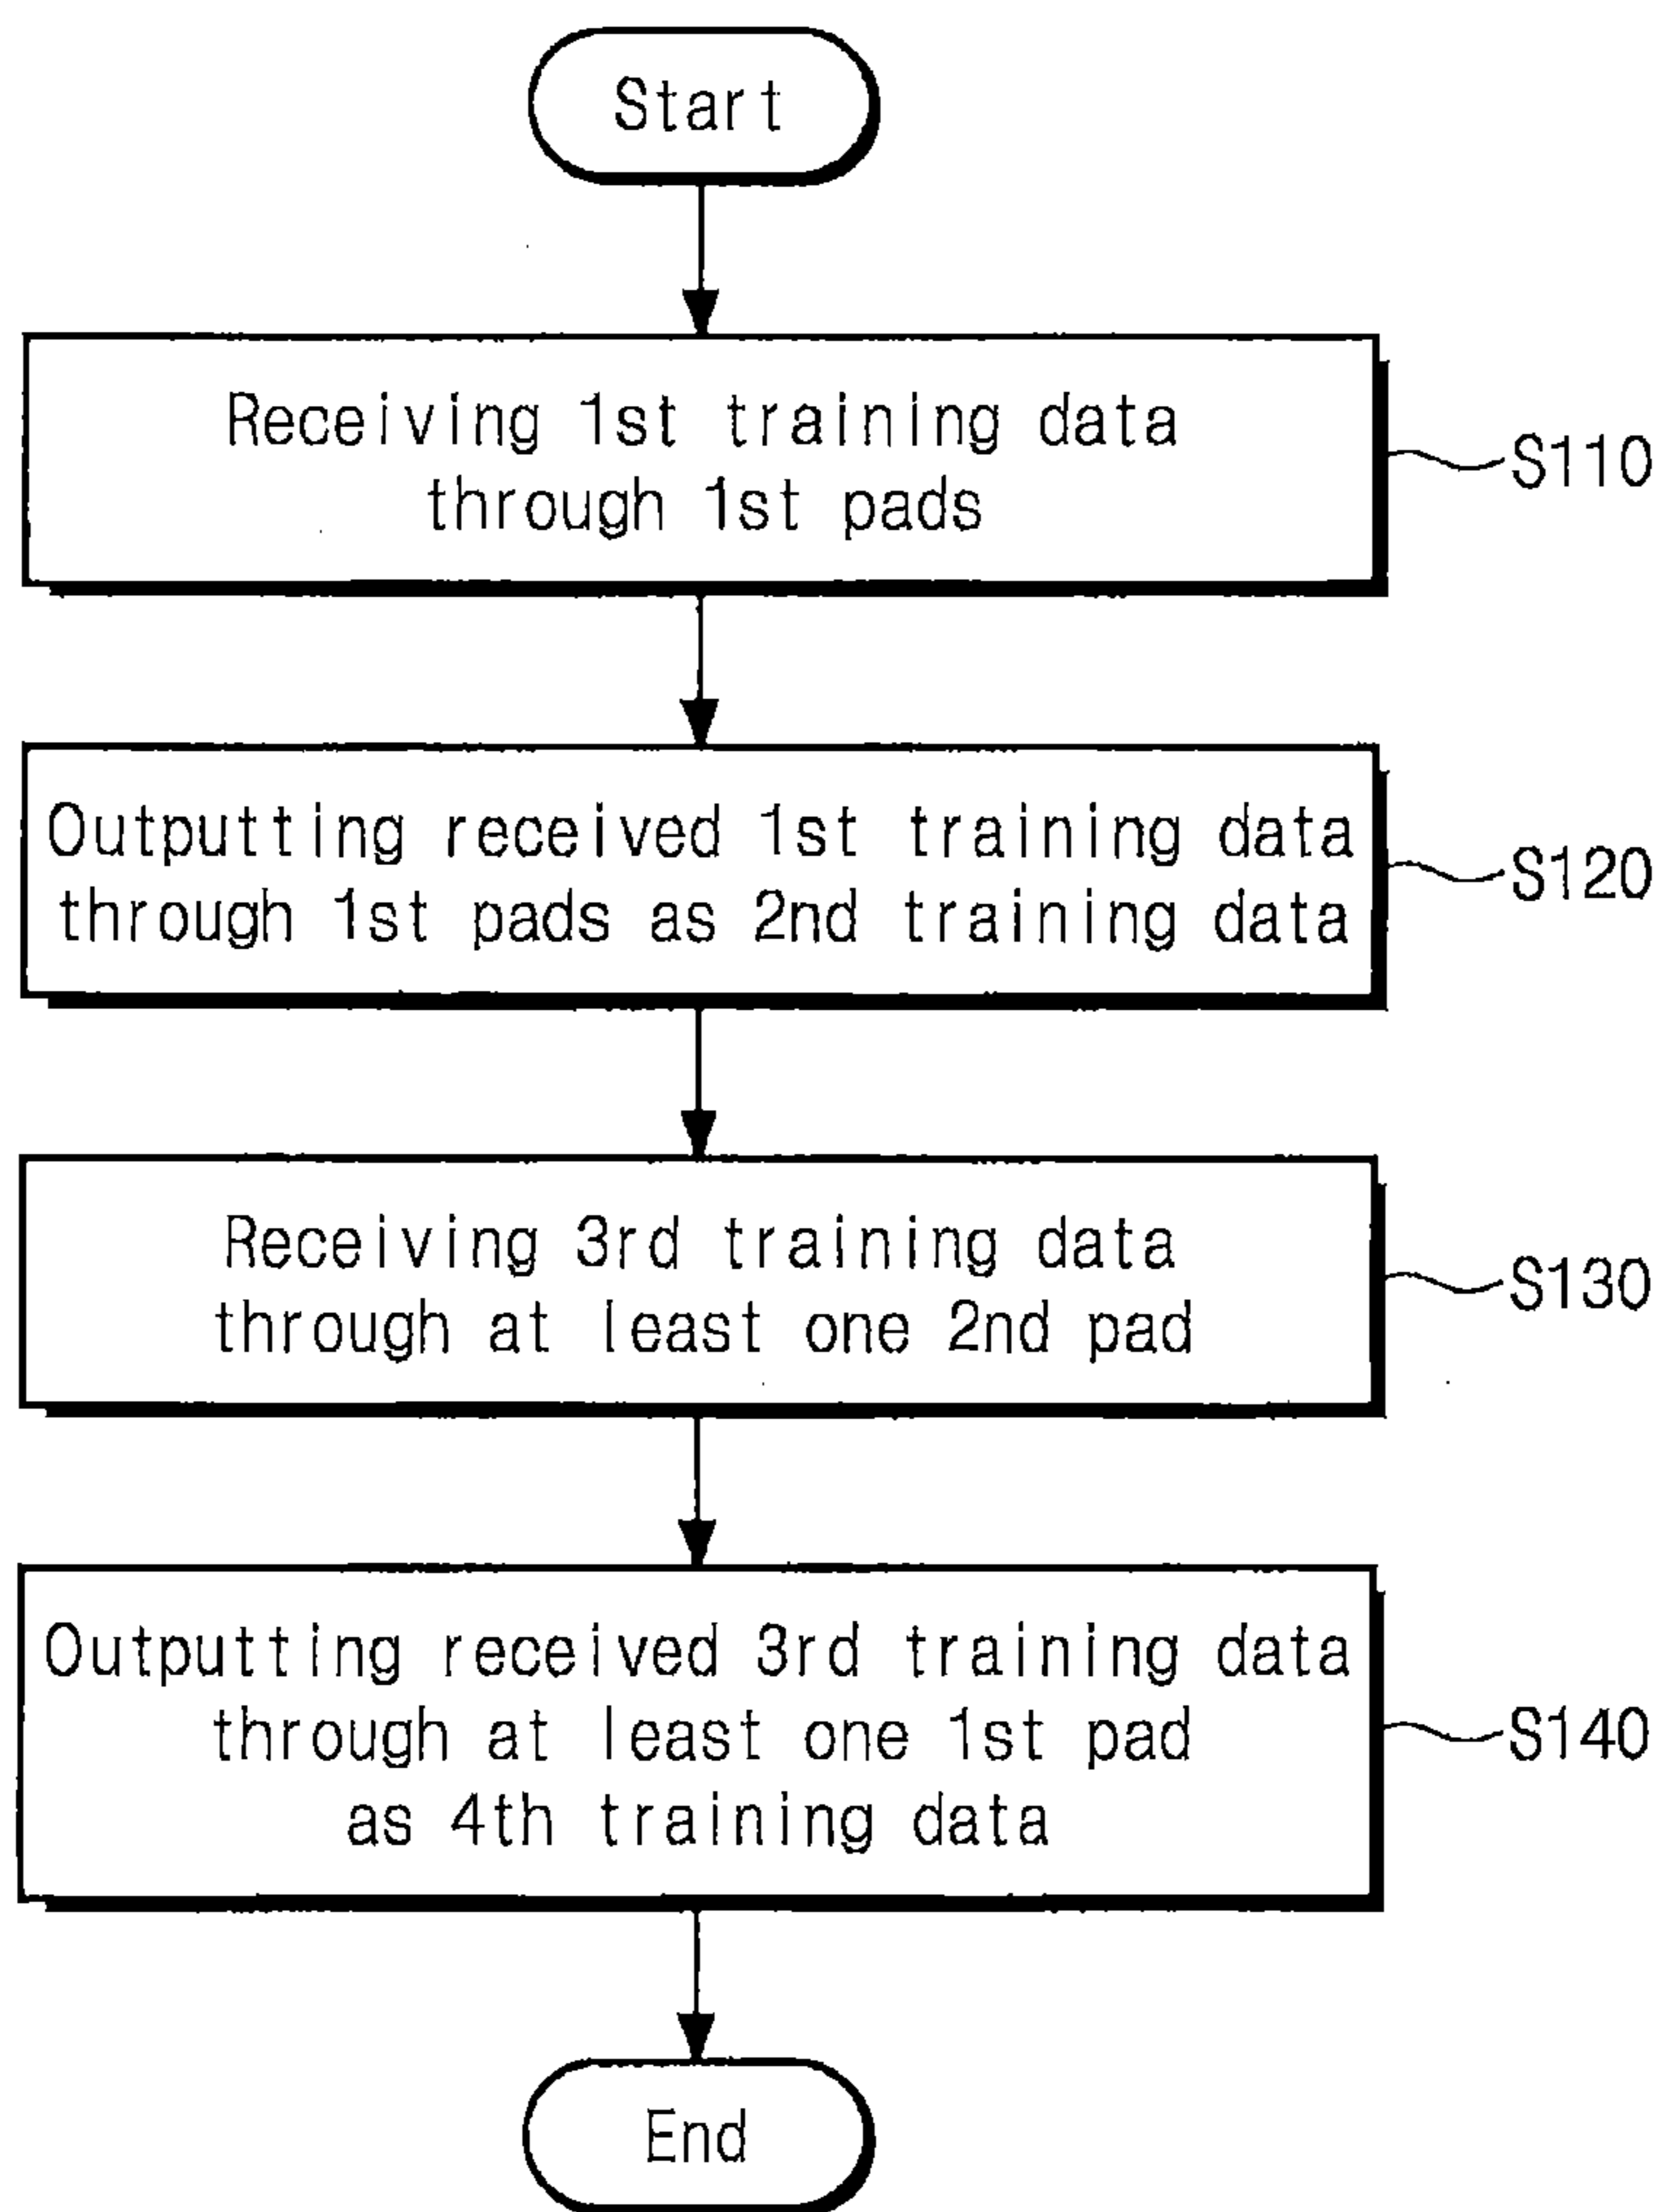 Start
Receiving 1st training data
through 1st pads
S110
Outputting received 1st training data
through 1st pads as 2nd training data
S120
Receiving 3rd training data
through at least one 2nd pad
S130
Outputting received 3rd training data
through at least one 1st pad
as 4th training data
S140
End